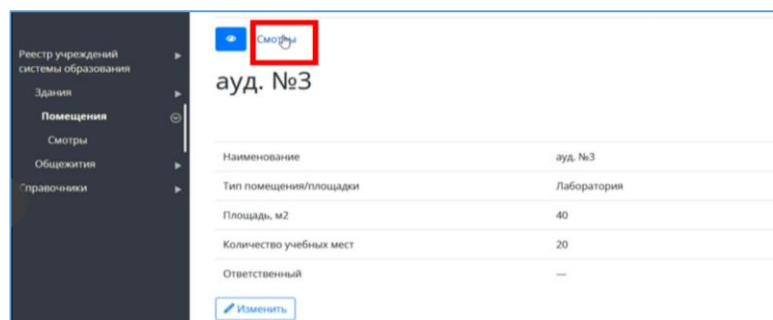 Смотры
Реестр учреждений
системы образования
Здания
Помещения
Смотры
Общежития
Справочники
ауд. №3
Наименование ауд. №3
Тип помещения/площадки Лаборатория
Площадь, м2 40
Количество учебных мест 20
Ответственный —
Изменить